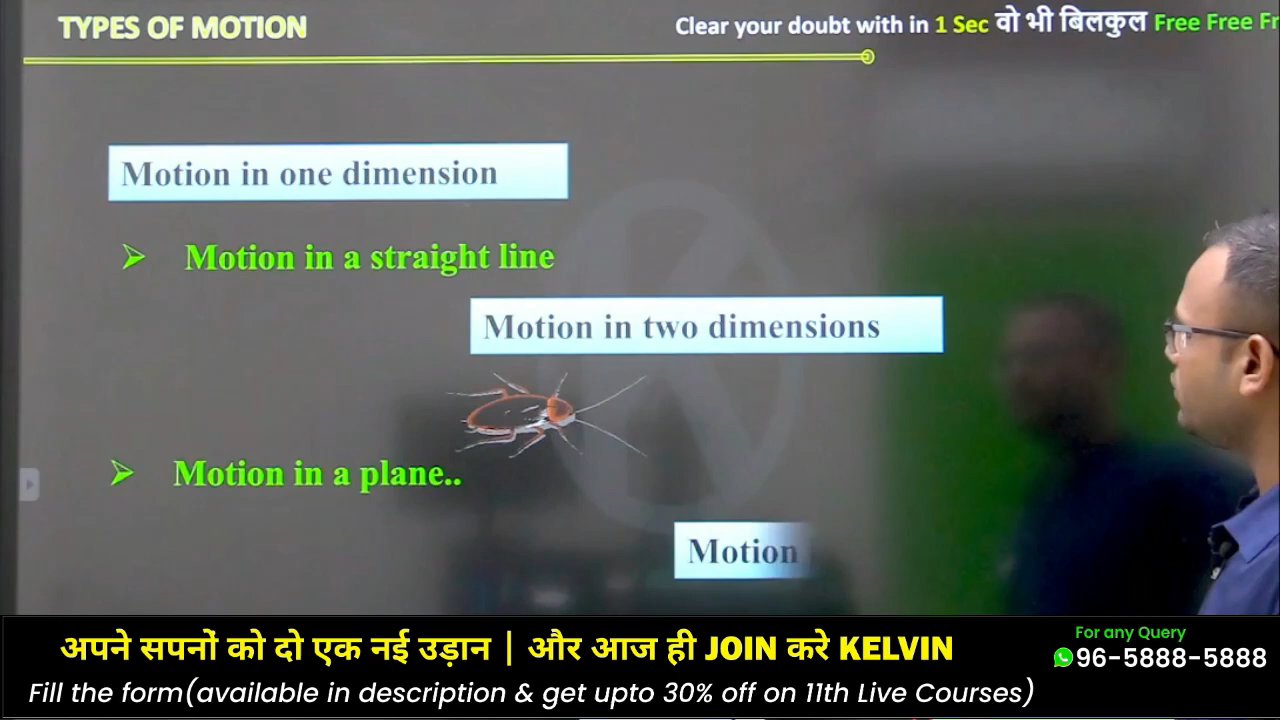 TYPES OF MOTION
Clear your doubt with in 1 Sec वो भी बिलकुल Free Free Fr
Motion in one dimension
Motion in a straight line
Motion in two dimensions
Motion in a plane..
Motion
अपने सपनों को दो एक नई उड़ान | और आज ही JOIN करे KELVIN
For any Query
96-5888-5888
Fill the form(available in description & get upto 30% off on 11th Live Courses)